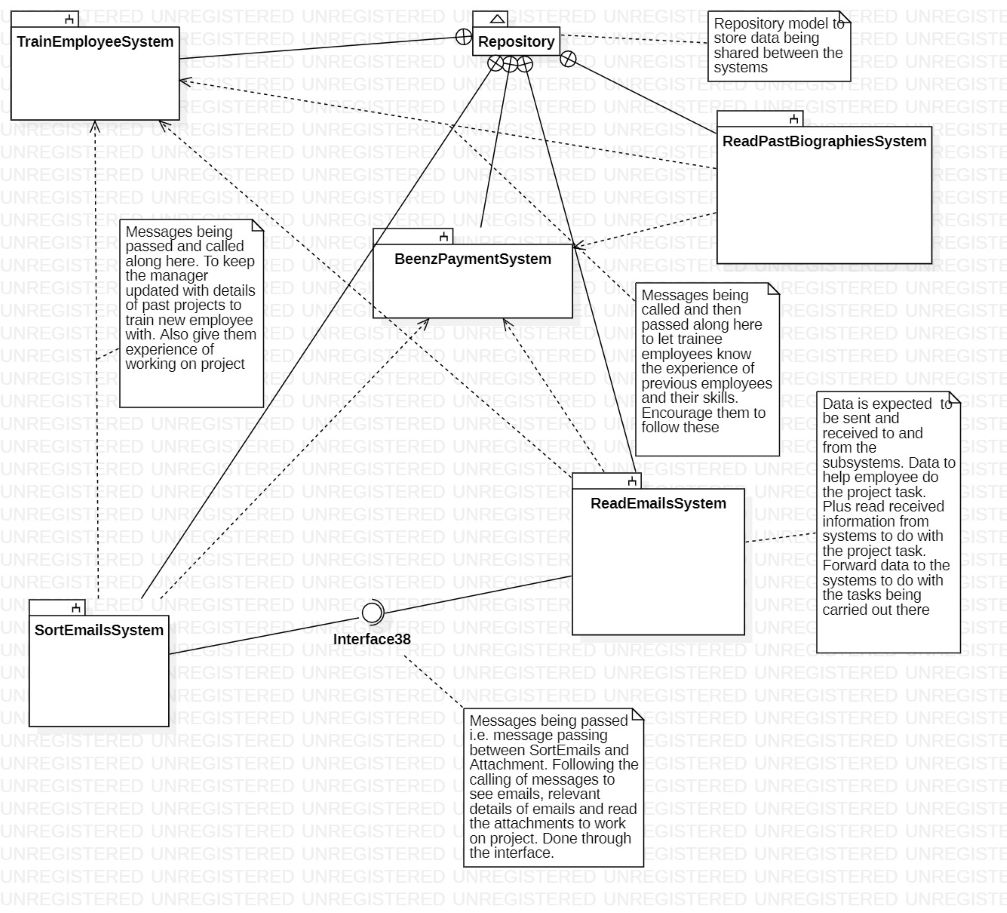 TrainEmployeeSystem
Repository
Repository model to
store data being
shared between the
systems
ReadPastBiographiesSystem
Messages being
passed and called
along here. To keep
the manager
updated with details
of past projects to
train new employee
with. Also give them
experience of
working on project
BeenzPaymentSystem
Messages being
called and then
passed along here
to let trainee
employees know
the experience of
previous employees
and their skills.
Encourage them to
follow these
Data is expected to
be sent and
received to and
from the
subsystems. Data to
help employee do
the project task.
Plus read received
information from
systems to do with
the project task.
Forward data to the
systems to do with
the tasks being
carried out there
ReadEmailsSystem
SortEmailsSystem
Interface38
Messages being passed
i.e. message passing
between SortEmails and
Attachment. Following the
calling of messages to
see emails, relevant
details of emails and read
the attachments to work
on project. Done through
the interface.
UNREGISTERED